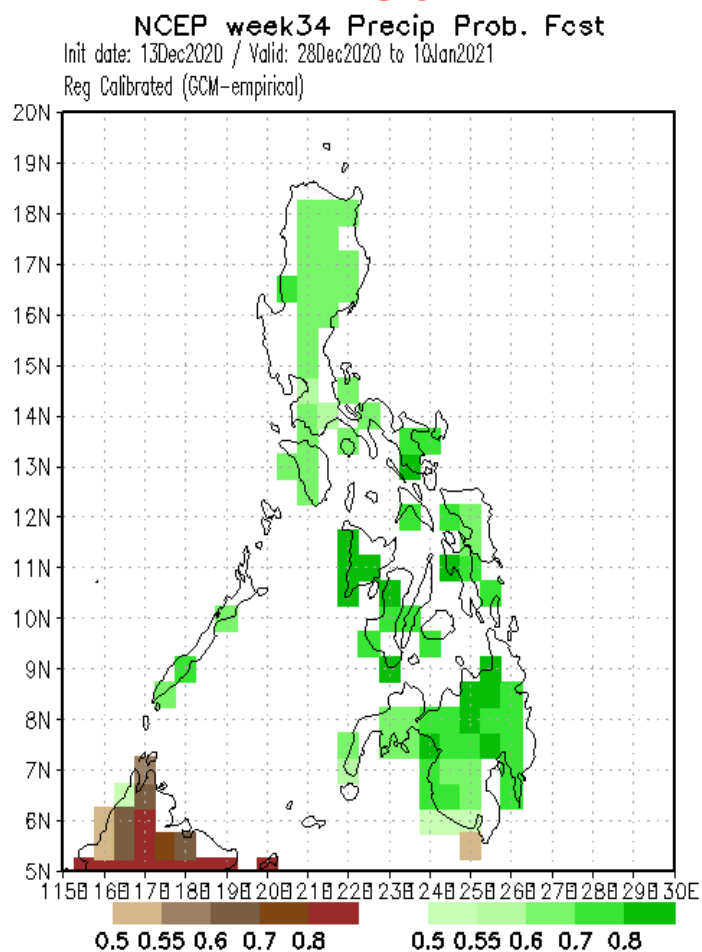 NCEP week34 Precip Prob. Fcst
Init date: 13Dec2020 / Valid: 28Dec2020 to 10Jan2021
Reg Calibrated (GCM-empirical)
20N
19N
18N
17N
16N
15N
14N
13N
12N
11N
10N
9N
8N
7N
6N
5N
115E 116E 117E 118E 119E 120E 121E 122E 123E 124E 125E 126E 127E 128E 129E 130E
0.5 0.55 0.6 0.7 0.8
0.5 0.55 0.6 0.7 0.8